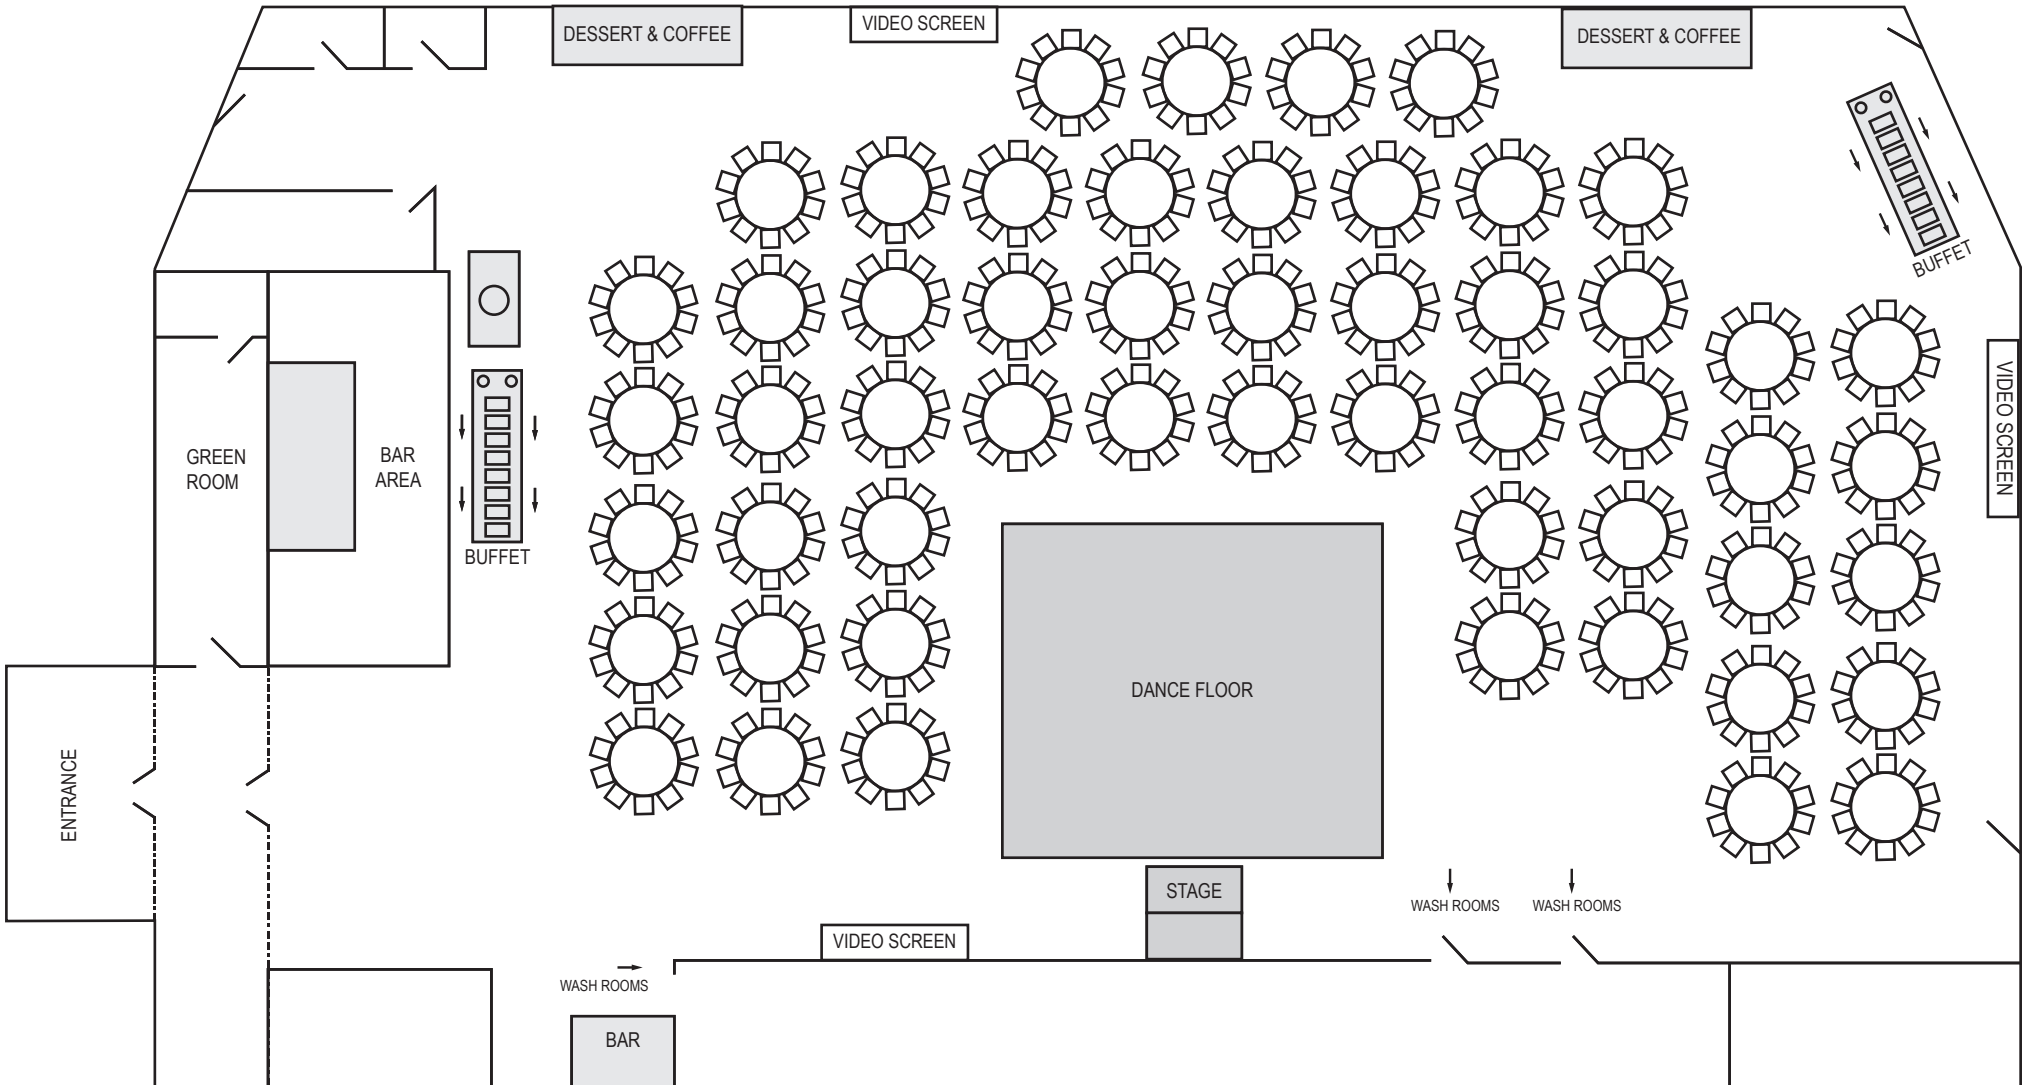 DESSERT & COFFEE
VIDEO SCREEN
DESSERT & COFFEE
BUFFET
GREEN
ROOM
BAR
AREA
VIDEO SCREEN
BUFFET
DANCE FLOOR
ENTRANCE
STAGE
WASH ROOMS
WASH ROOMS
VIDEO SCREEN
WASH ROOMS
BAR